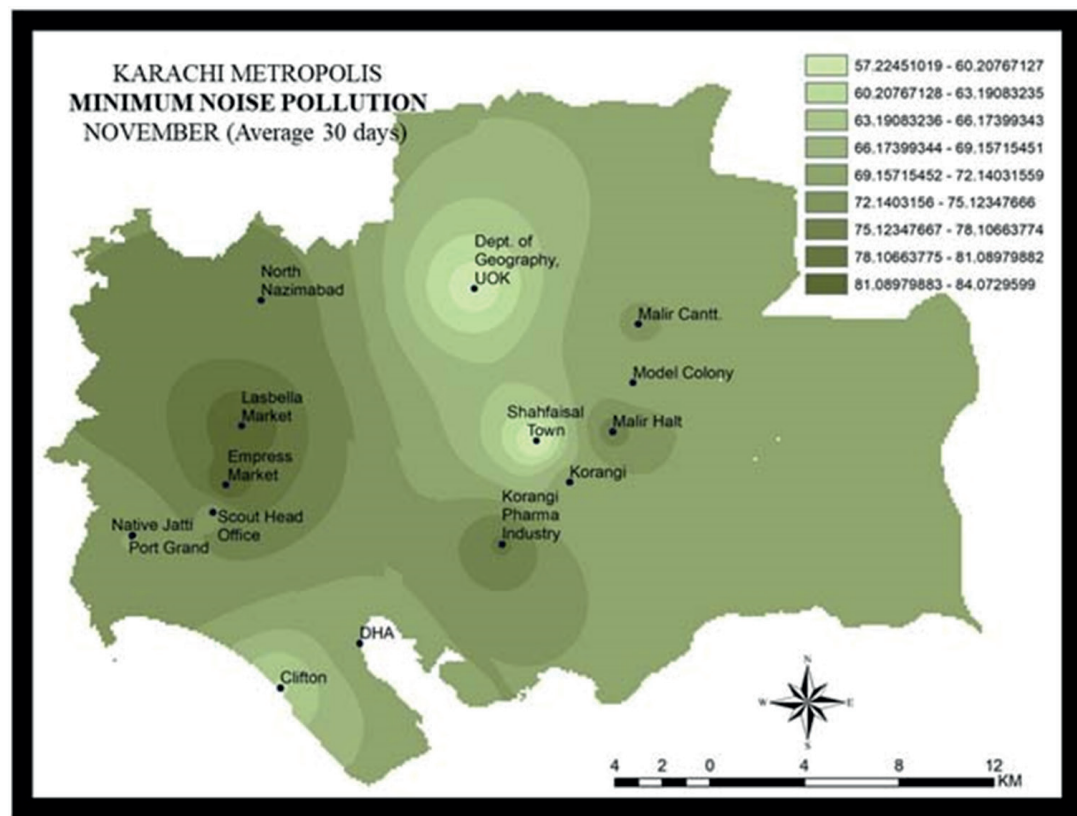 KARACHI METROPOLIS
MINIMUM NOISE POLLUTION
NOVEMBER (Average 30 days)
57.22451019 - 60.20767127
60.20767128 - 63.19083235
63.19083236 - 66.17399343
66.17399344 - 69.15715451
69.15715452 - 72.14031559
72.1403156 - 75.12347666
75.12347667 - 78.10663774
78.10663775 - 81.08979882
81.08979883 - 84.0729599
Dept. of
Geography,
UOK
North
Nazimabad
Malir Cantt.
Model Colony
Lasbella
Market
Shahfaisal
Town
Malir Halt
Empress
Market
Korangi
Korangi
Pharma
Industry
Scout Head
Office
Native Jatti
Port Grand
DHA
Clifton
N
W
E
S
4 2 0 4 8 12
KM